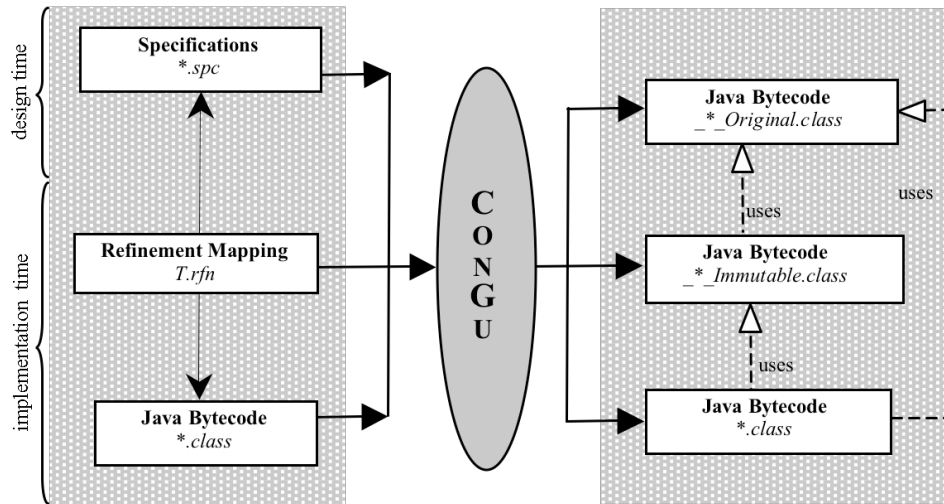 design time
implementation time
Specifications
*.spc
Refinement Mapping
T.rfn
Java Bytecode
*.class
CONGU
Java Bytecode
_*_Original.class
uses
uses
Java Bytecode
_*_Immutable.class
uses
Java Bytecode
*.class